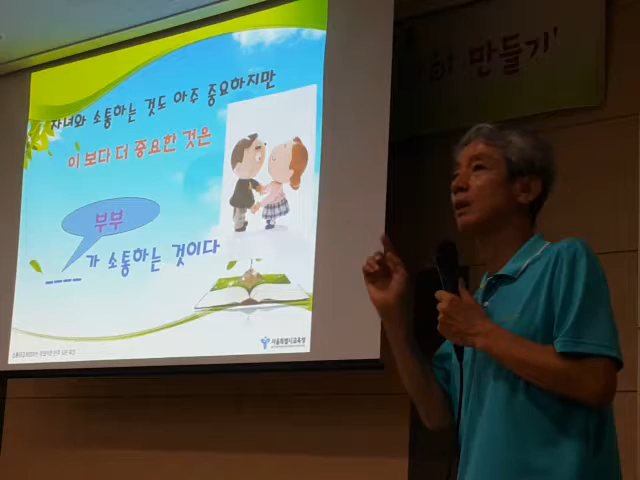 자녀와 소통하는 것도 아주 중요하지만
이 보다 더 중요한 것은
부부
____ 가 소통하는 것이다
서울특별시교육청
만들기'